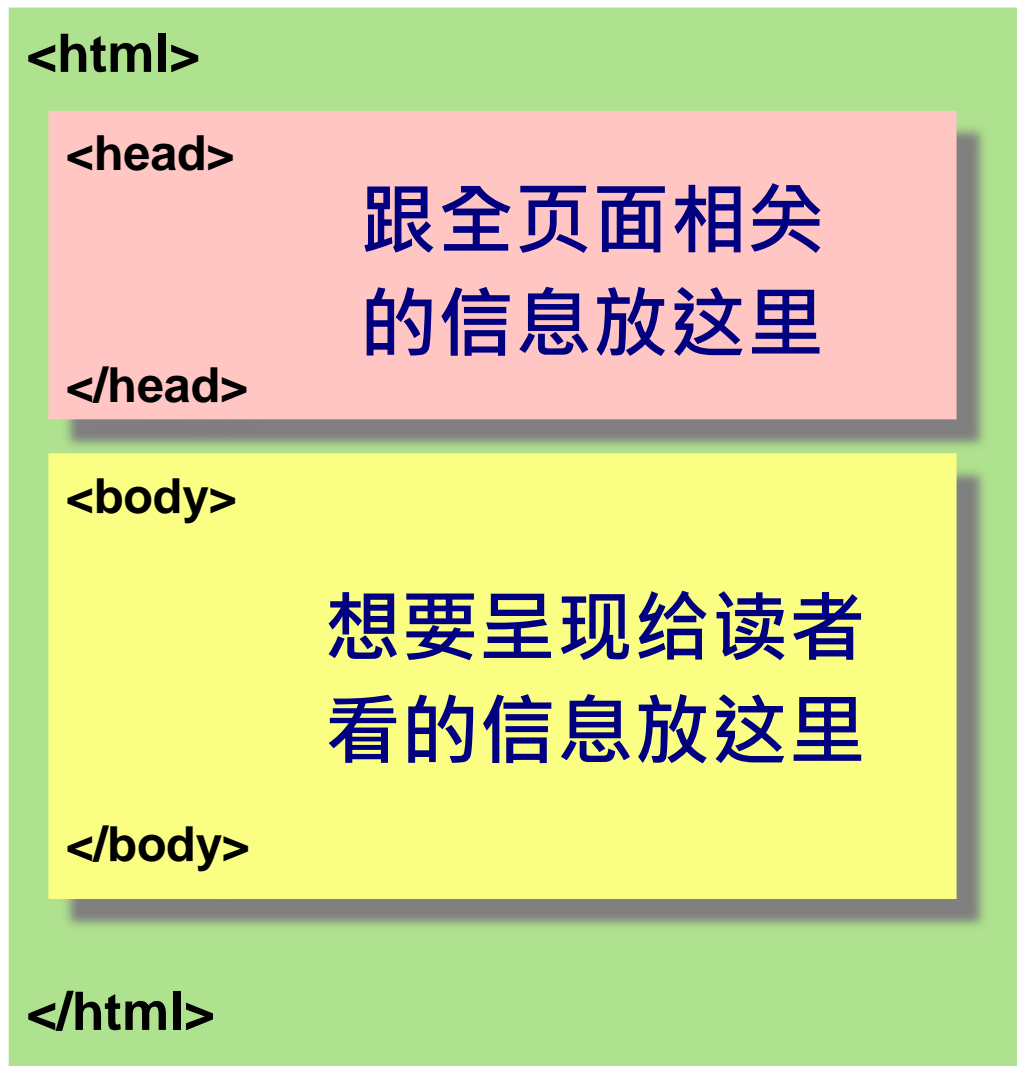 <html>
<head>
跟全页面相关
的信息放这里
</head>
<body>
想要呈现给读者
看的信息放这里
</body>
</html>